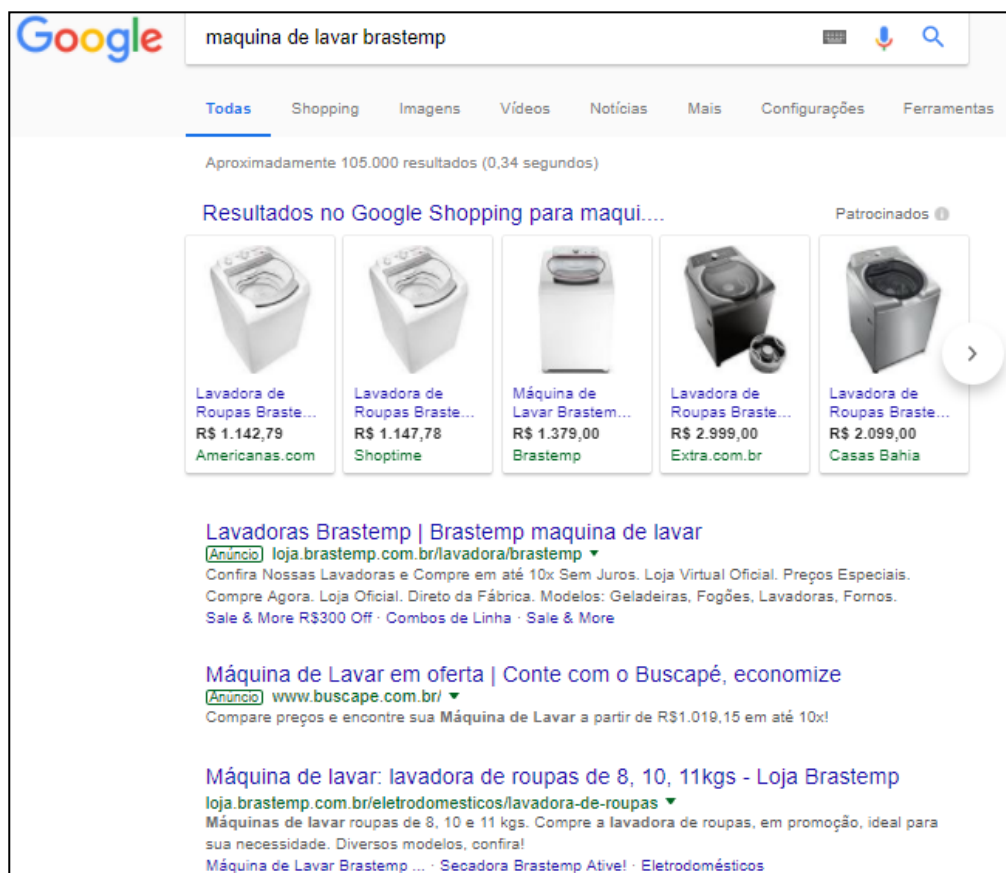 Google
maquina de lavar brastemp
Todas Shopping Imagens Vídeos Notícias Mais Configurações Ferramentas
Aproximadamente 105.000 resultados (0,34 segundos)
Resultados no Google Shopping para maqui.... Patrocinados
Lavadora de
Roupas Braste...
R$ 1.142,79
Americanas.com
Lavadora de
Roupas Braste...
R$ 1.147,78
Shoptime
Máquina de
Lavar Brastem...
R$ 1.379,00
Brastemp
Lavadora de
Roupas Braste...
R$ 2.999,00
Extra.com.br
Lavadora de
Roupas Braste...
R$ 2.099,00
Casas Bahia
Lavadoras Brastemp | Brastemp maquina de lavar
Anúncio loja.brastemp.com.br/lavadora/brastemp
Confira Nossas Lavadoras e Compre em até 10x Sem Juros. Loja Virtual Oficial. Preços Especiais.
Compre Agora. Loja Oficial. Direto da Fábrica. Modelos: Geladeiras, Fogões, Lavadoras, Fornos.
Sale & More R$300 Off · Combos de Linha · Sale & More
Máquina de Lavar em oferta | Conte com o Buscapé, economize
Anúncio www.buscape.com.br/
Compare preços e encontre sua Máquina de Lavar a partir de R$1.019,15 em até 10x!
Máquina de lavar: lavadora de roupas de 8, 10, 11kgs - Loja Brastemp
loja.brastemp.com.br/eletrodomesticos/lavadora-de-roupas
Máquinas de lavar roupas de 8, 10 e 11 kgs. Compre a lavadora de roupas, em promoção, ideal para
sua necessidade. Diversos modelos, confira!
Máquina de Lavar Brastemp ... · Secadora Brastemp Ative! · Eletrodomésticos